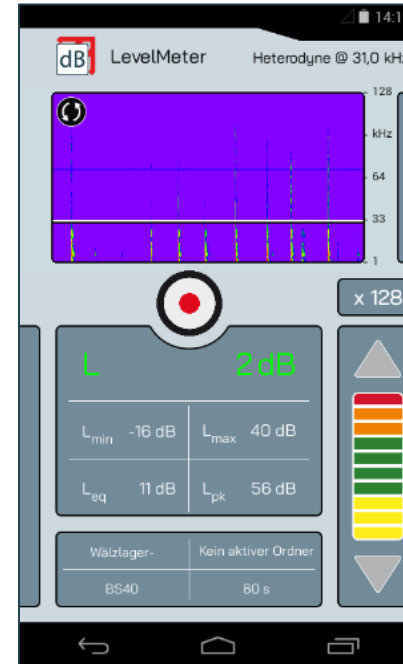 14:1
dB LevelMeter Heterodyne @ 31,0 kHz
128
kHz
64
33
1
x 128
L 2 dB
Lmin -16 dB Lmax 40 dB
Leq 11 dB Lpk 56 dB
Wälzlager- Kein aktiver Ordner
BS40 60 s